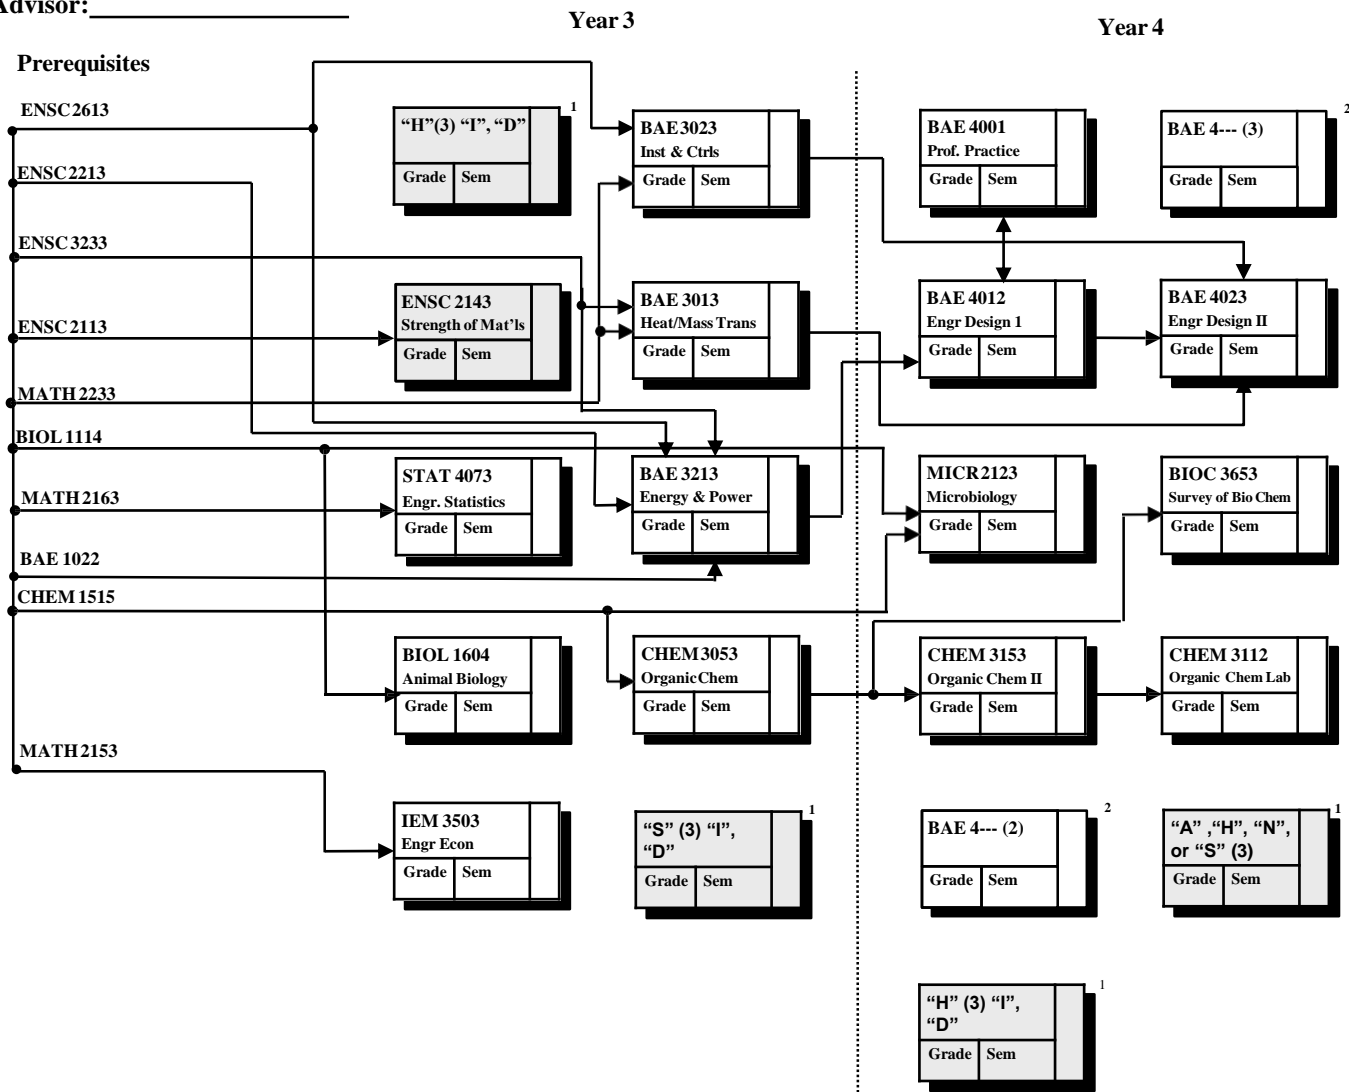 Advisor:
Year 3
Year 4
Prerequisites
ENSC 2613
ENSC 2213
ENSC 3233
ENSC 2113
MATH 2233
BIOL 1114
MATH 2163
BAE 1022
CHEM 1515
MATH 2153
“H”(3) “I”, “D”
Grade Sem
1
ENSC 2143
Strength of Mat’ls
Grade Sem
STAT 4073
Engr. Statistics
Grade Sem
BIOL 1604
Animal Biology
Grade Sem
IEM 3503
Engr Econ
Grade Sem
BAE 3023
Inst & Ctrls
Grade Sem
BAE 3013
Heat/Mass Trans
Grade Sem
BAE 3213
Energy & Power
Grade Sem
CHEM 3053
Organic Chem
Grade Sem
“S” (3) “I”,
“D”
Grade Sem
1
BAE 4001
Prof. Practice
Grade Sem
BAE 4012
Engr Design 1
Grade Sem
MICR 2123
Microbiology
Grade Sem
CHEM 3153
Organic Chem II
Grade Sem
BAE 4--- (2)
Grade Sem
2
“H” (3) “I”,
“D”
Grade Sem
1
BAE 4--- (3)
Grade Sem
2
BAE 4023
Engr Design II
Grade Sem
BIOC 3653
Survey of Bio Chem
Grade Sem
CHEM 3112
Organic Chem Lab
Grade Sem
“A” ,“H”, “N”,
or “S” (3)
Grade Sem
1